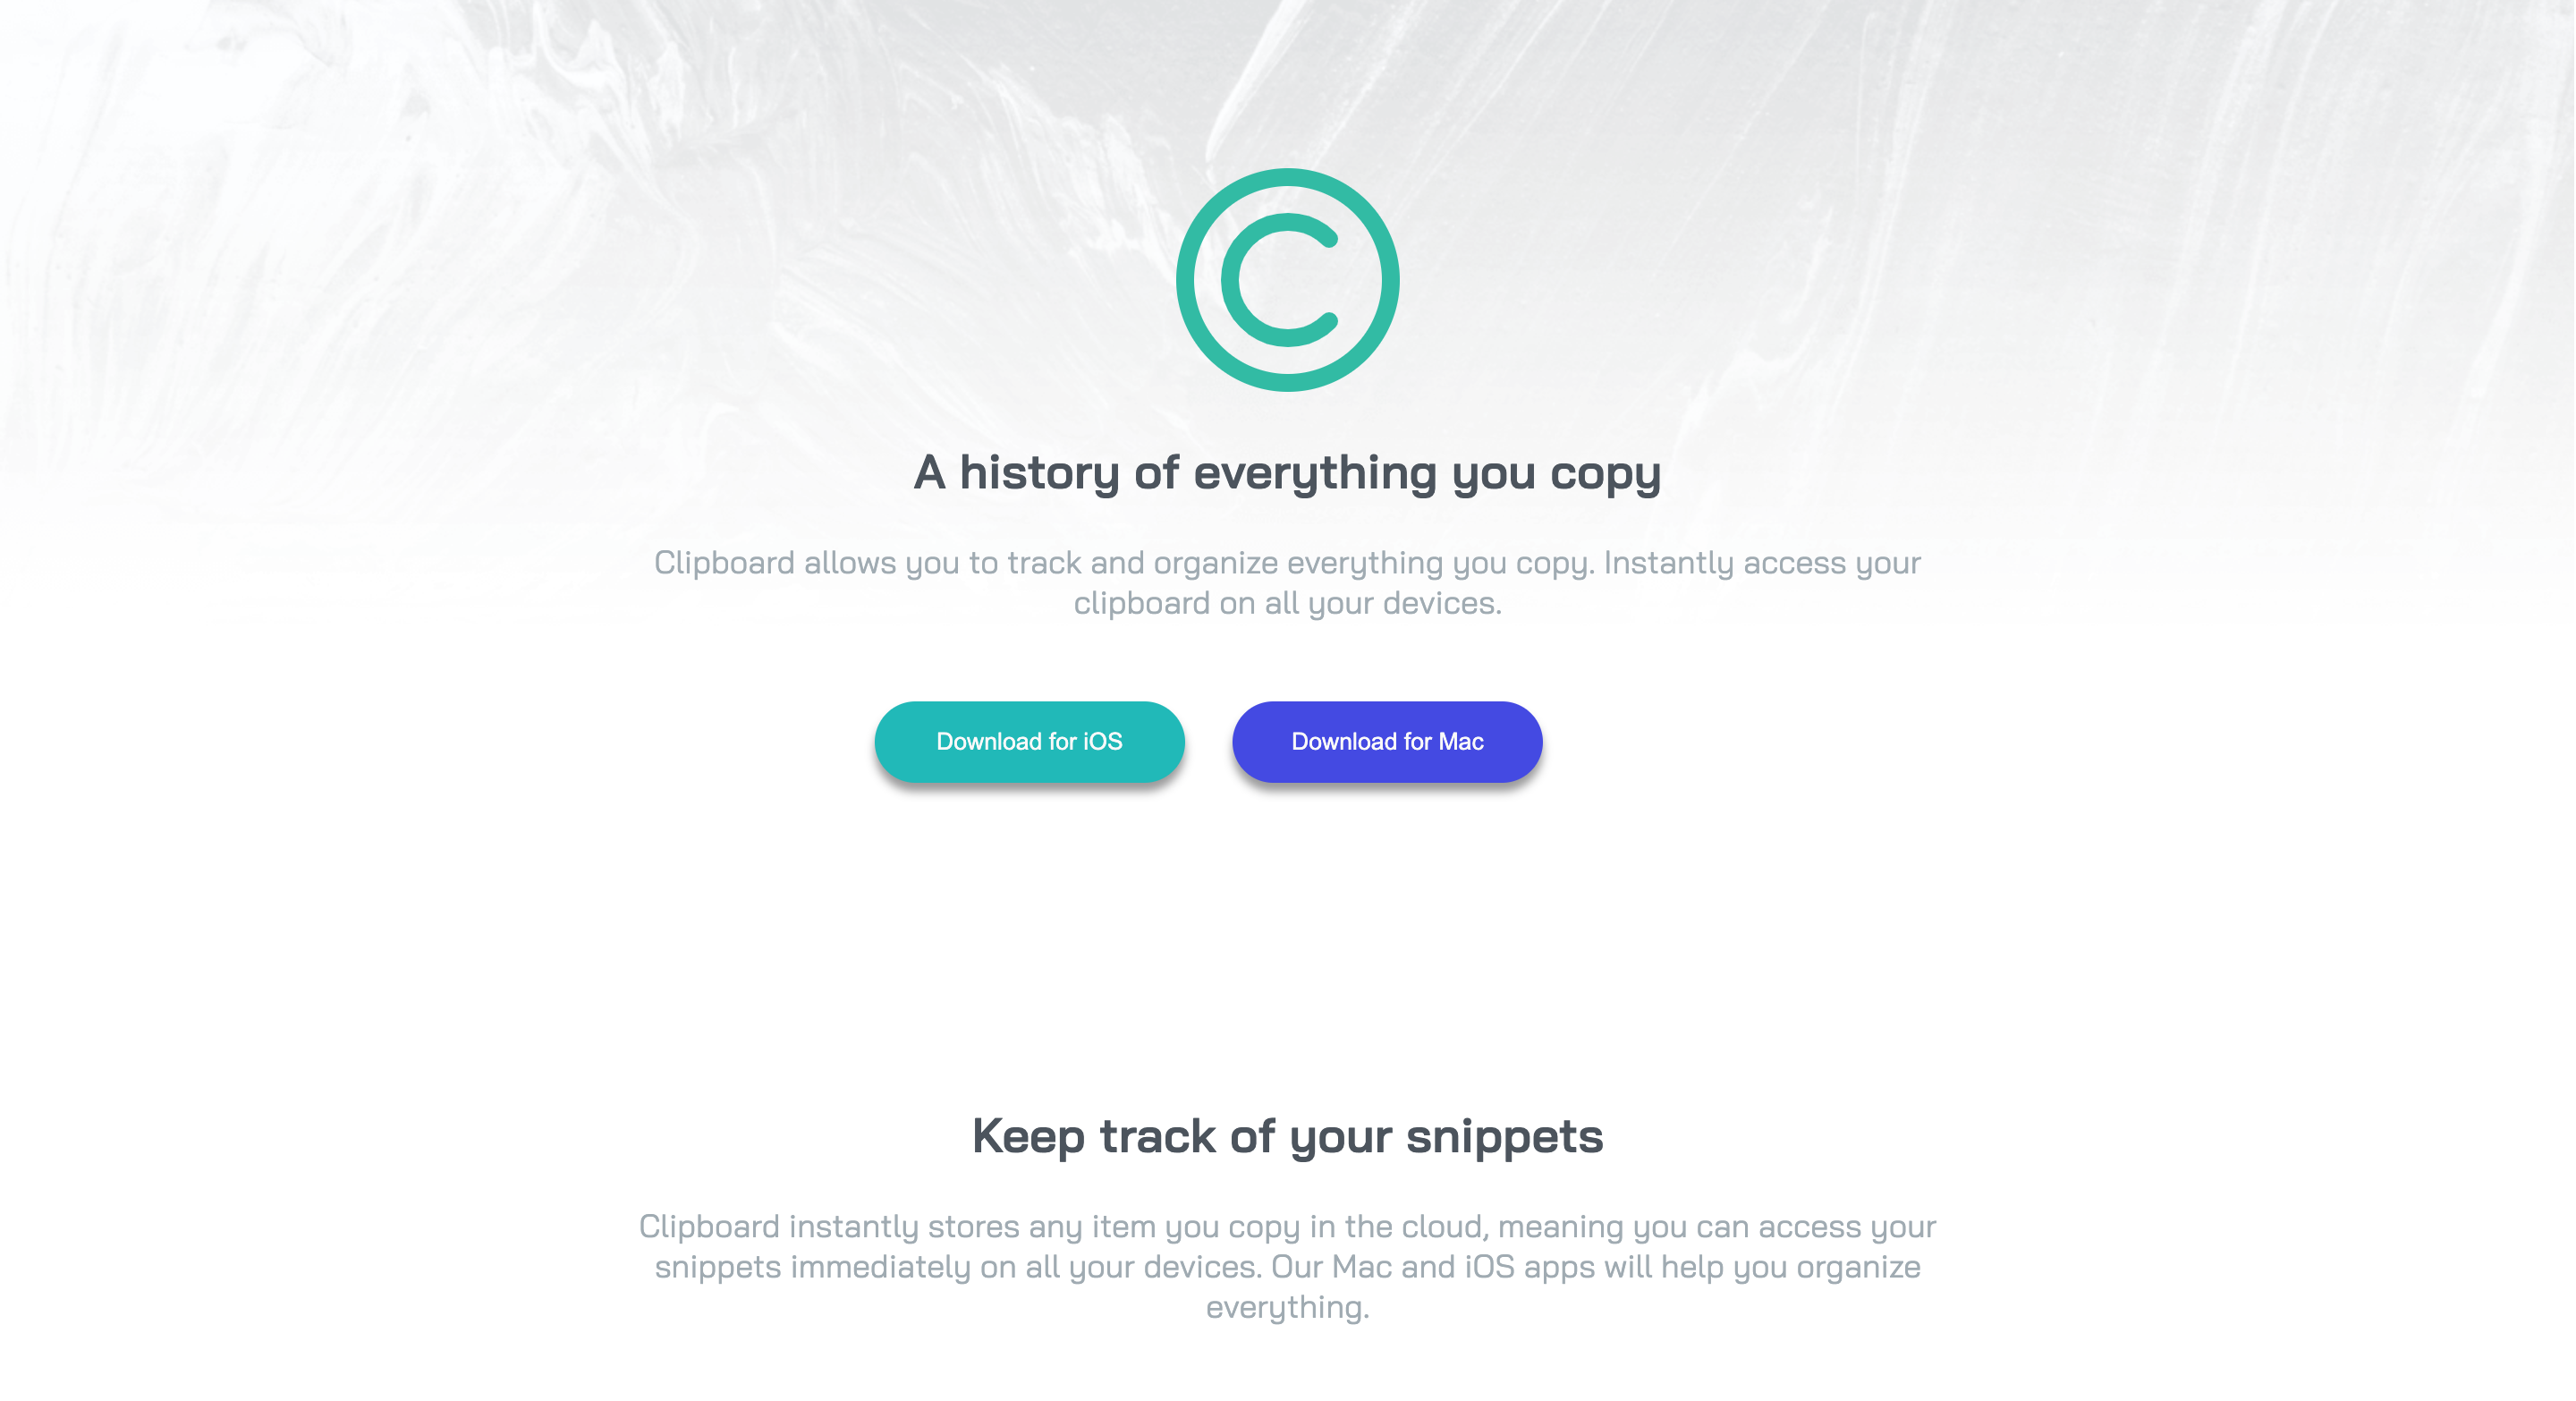 C
A history of everything you copy
Clipboard allows you to track and organize everything you copy. Instantly access your
clipboard on all your devices.
Download for iOS
Download for Mac
Keep track of your snippets
Clipboard instantly stores any item you copy in the cloud, meaning you can access your
snippets immediately on all your devices. Our Mac and iOS apps will help you organize
everything.